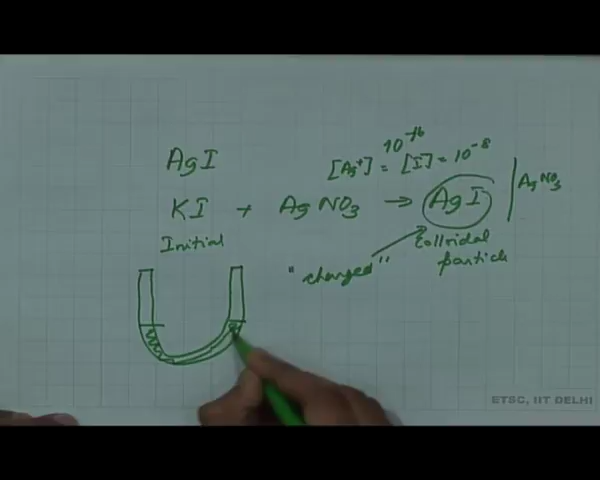 AgI
10^-16
[Ag+] = [I] = 10^-8
KI + AgNO3 → AgI | AgNO3
Initial
Colloidal
particle
"charged"
ETSC, IIT DELHI